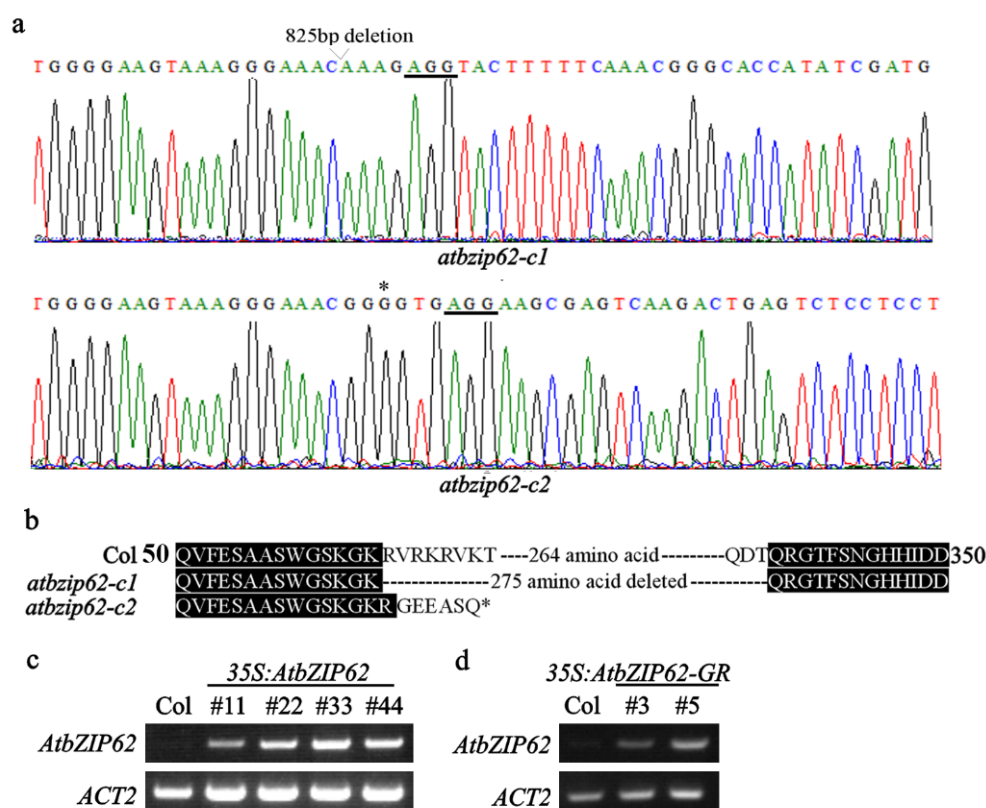 a
825bp deletion
TGGGGAAGTAAAGGGAAACAAAGAGGTACTTTTTCAAACGGGCACCATATCGATG
atbzip62-c1
*
TGGGGAAGTAAAGGGAAACGGGGTGAGGAAGCGAGTCAAGACTGAGTCTCCTCCT
atbzip62-c2
b
Col 50 QVFESAASWGSKGKRVRKRVKT ----264 amino acid----------QDTQRGTFSNGHHIDD350
atbzip62-c1 QVFESAASWGSKGK--------------275 amino acid deleted-----------QRGTFSNGHHIDD
atbzip62-c2 QVFESAASWGSKGKRGEEASQ*
c
35S:AtbZIP62
Col #11 #22 #33 #44
AtbZIP62
ACT2
d
35S:AtbZIP62-GR
Col #3 #5
AtbZIP62
ACT2